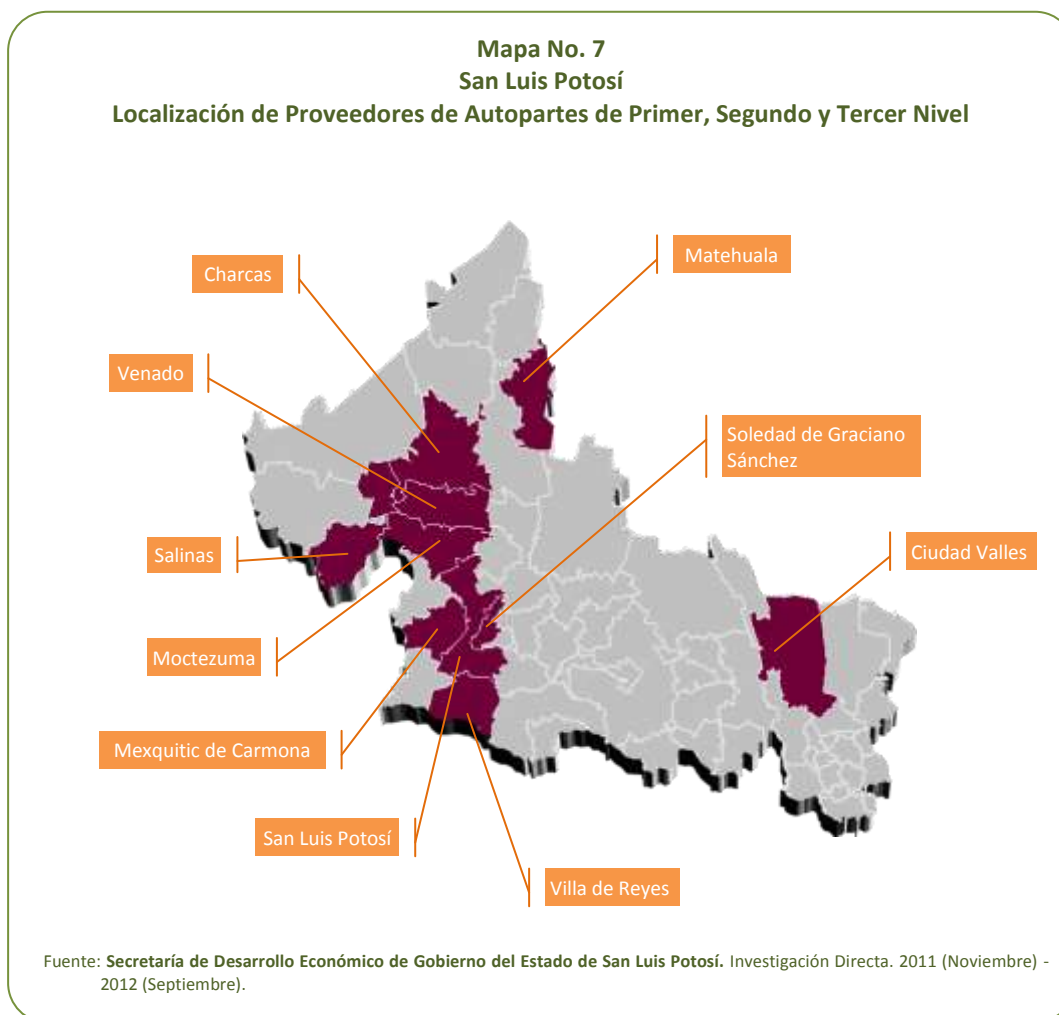 Mapa No. 7
San Luis Potosí
Localización de Proveedores de Autopartes de Primer, Segundo y Tercer Nivel
Matehuala
Charcas
Venado
Soledad de Graciano
Sánchez
Salinas
Ciudad Valles
Moctezuma
Mexquitic de Carmona
San Luis Potosí
Villa de Reyes
Fuente: Secretaría de Desarrollo Económico de Gobierno del Estado de San Luis Potosí. Investigación Directa. 2011 (Noviembre) -
2012 (Septiembre).